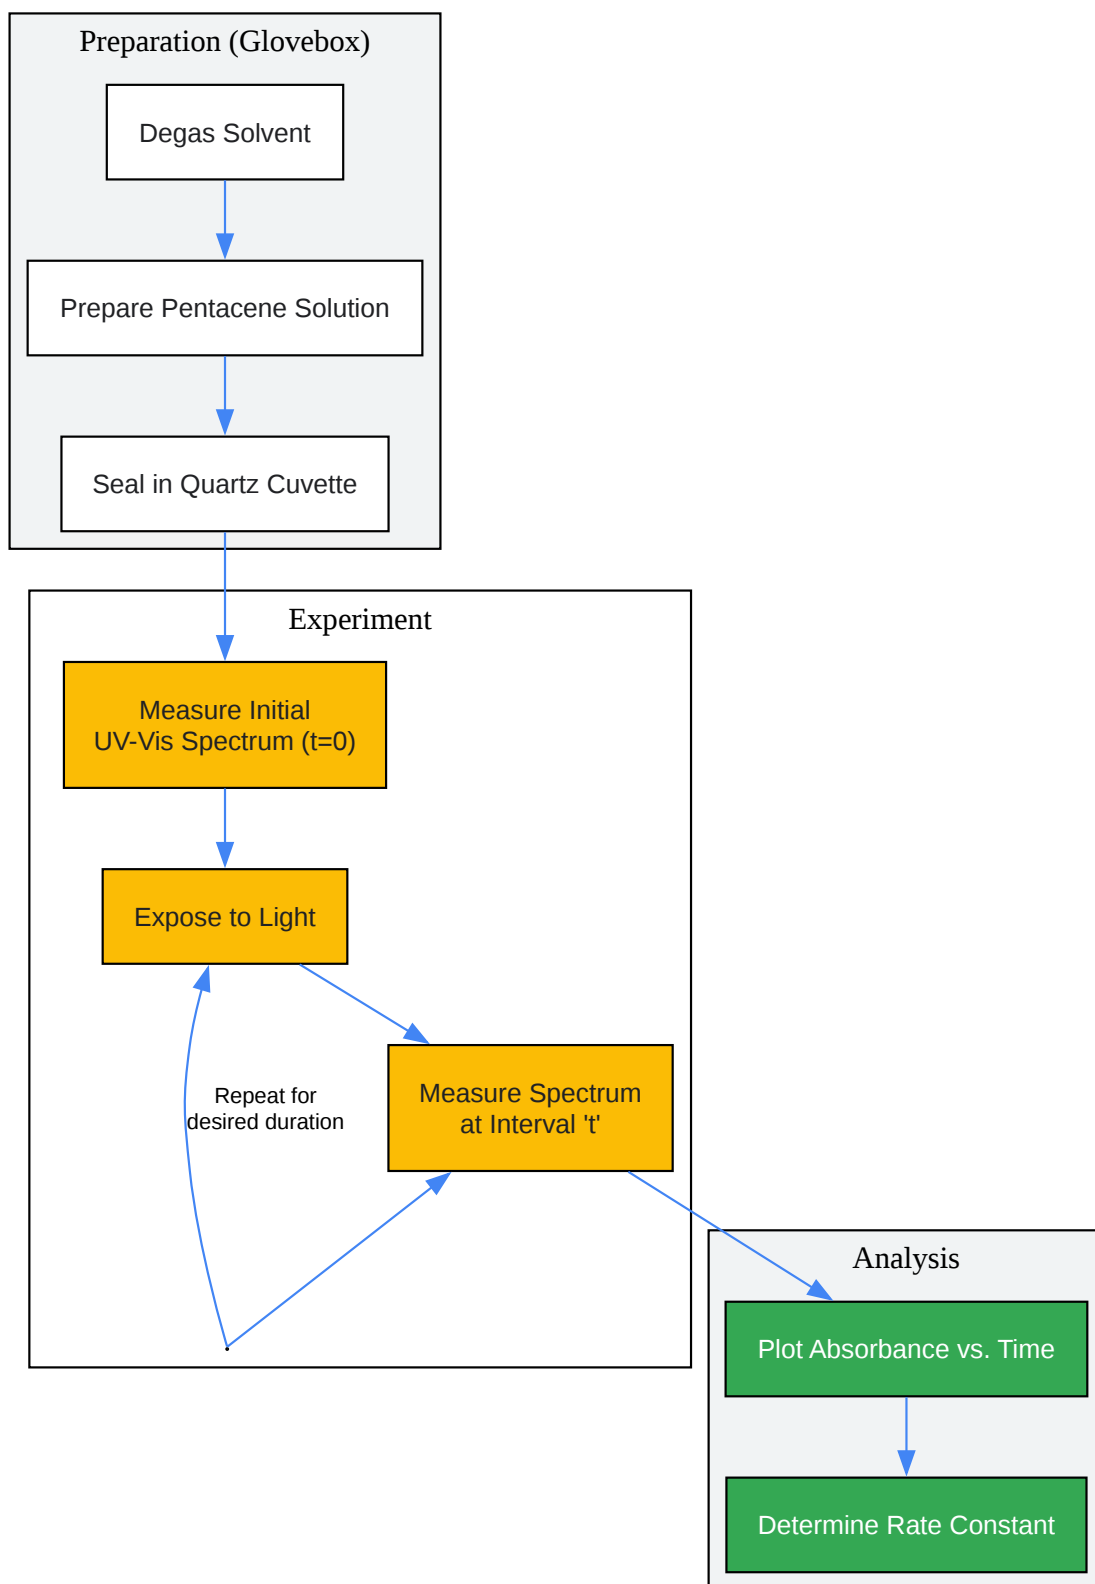 Preparation (Glovebox)
Degas Solvent
Prepare Pentacene Solution
Seal in Quartz Cuvette
Experiment
Measure Initial
UV-Vis Spectrum (t=0)
Expose to Light
Repeat for
desired duration
Measure Spectrum
at Interval 't'
Analysis
Plot Absorbance vs. Time
Determine Rate Constant